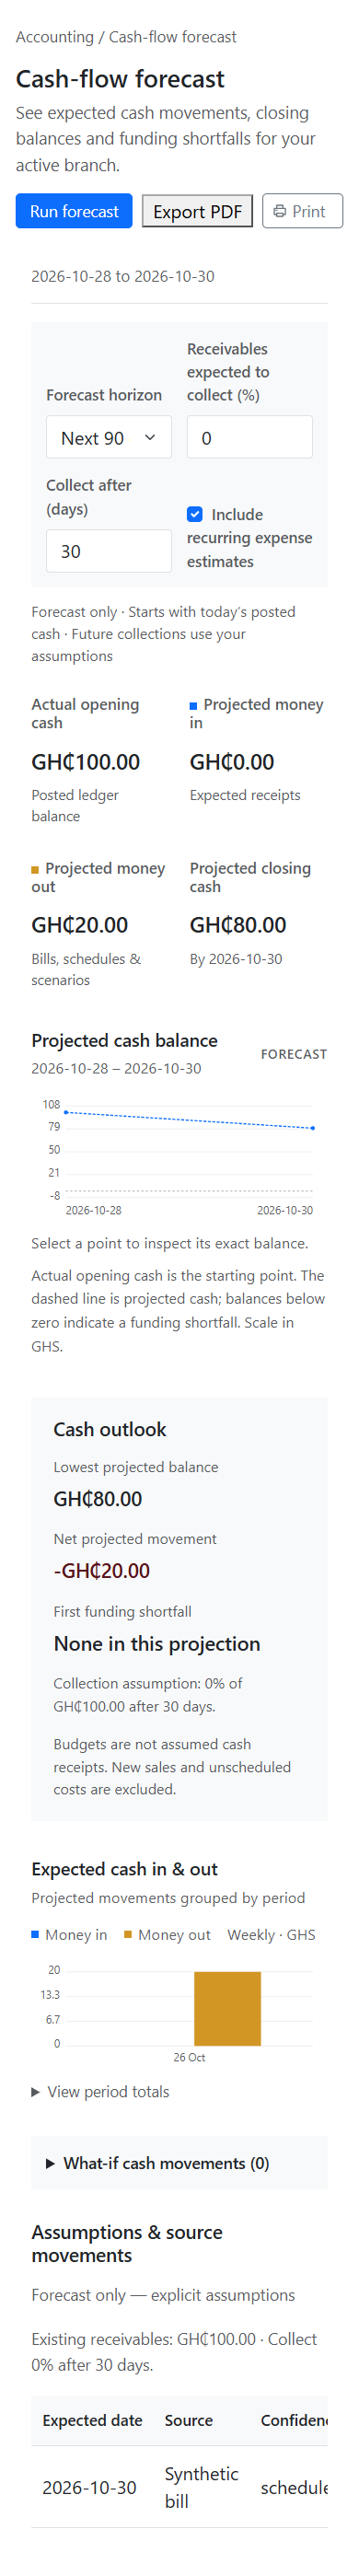 Accounting / Cash-flow forecast
Cash-flow forecast
See expected cash movements, closing
balances and funding shortfalls for your
active branch.
Run forecast
Export PDF
Print
2026-10-28 to 2026-10-30
Forecast horizon
Next 90
Receivables
expected to
collect (%)
0
Collect after
(days)
30
Include
recurring expense
estimates
Forecast only · Starts with today's posted
cash · Future collections use your
assumptions
Actual opening
cash
GH₵100.00
Posted ledger
balance
Projected money
in
GH₵0.00
Expected receipts
Projected money
out
GH₵20.00
Bills, schedules &
scenarios
Projected closing
cash
GH₵80.00
By 2026-10-30
Projected cash balance
2026-10-28 – 2026-10-30
FORECAST
108
79
50
21
-8
2026-10-28
2026-10-30
Select a point to inspect its exact balance.
Actual opening cash is the starting point. The
dashed line is projected cash; balances below
zero indicate a funding shortfall. Scale in
GHS.
Cash outlook
Lowest projected balance
GH₵80.00
Net projected movement
-GH₵20.00
First funding shortfall
None in this projection
Collection assumption: 0% of
GH₵100.00 after 30 days.
Budgets are not assumed cash
receipts. New sales and unscheduled
costs are excluded.
Expected cash in & out
Projected movements grouped by period
Money in
Money out
Weekly · GHS
20
13.3
6.7
0
26 Oct
View period totals
What-if cash movements (0)
Assumptions & source
movements
Forecast only — explicit assumptions
Existing receivables: GH₵100.00 · Collect
0% after 30 days.
Expected date
Source
2026-10-30
Synthetic
bill